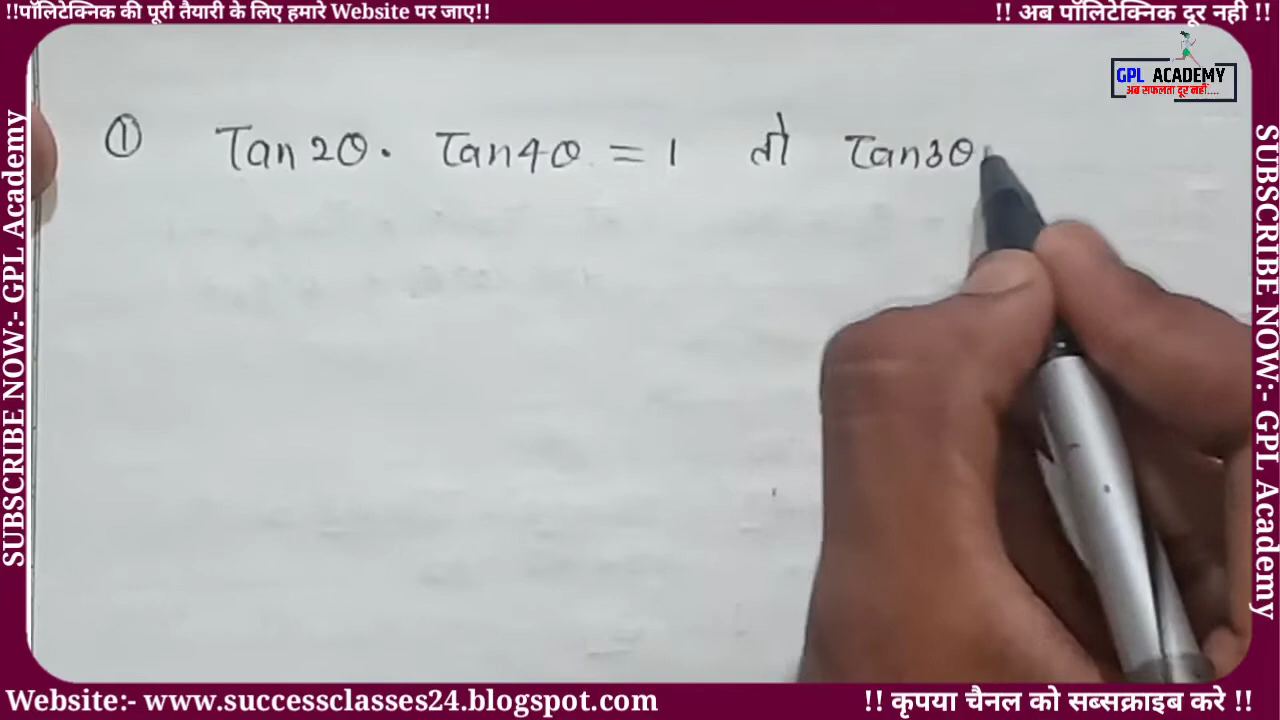 !!पॉलिटेक्निक की पूरी तैयारी के लिए हमारे Website पर जाए!!
!! अब पॉलिटेक्निक दूर नही !!
GPL ACADEMY
अब सफलता दूर नहीं....
① Tan2θ. Tan4θ = 1 तो Tan3θ
SUBSCRIBE NOW:- GPL Academy
SUBSCRIBE NOW:- GPL Academy
Website:- www.successclasses24.blogspot.com
!! कृपया चैनल को सब्सक्राइब करे !!